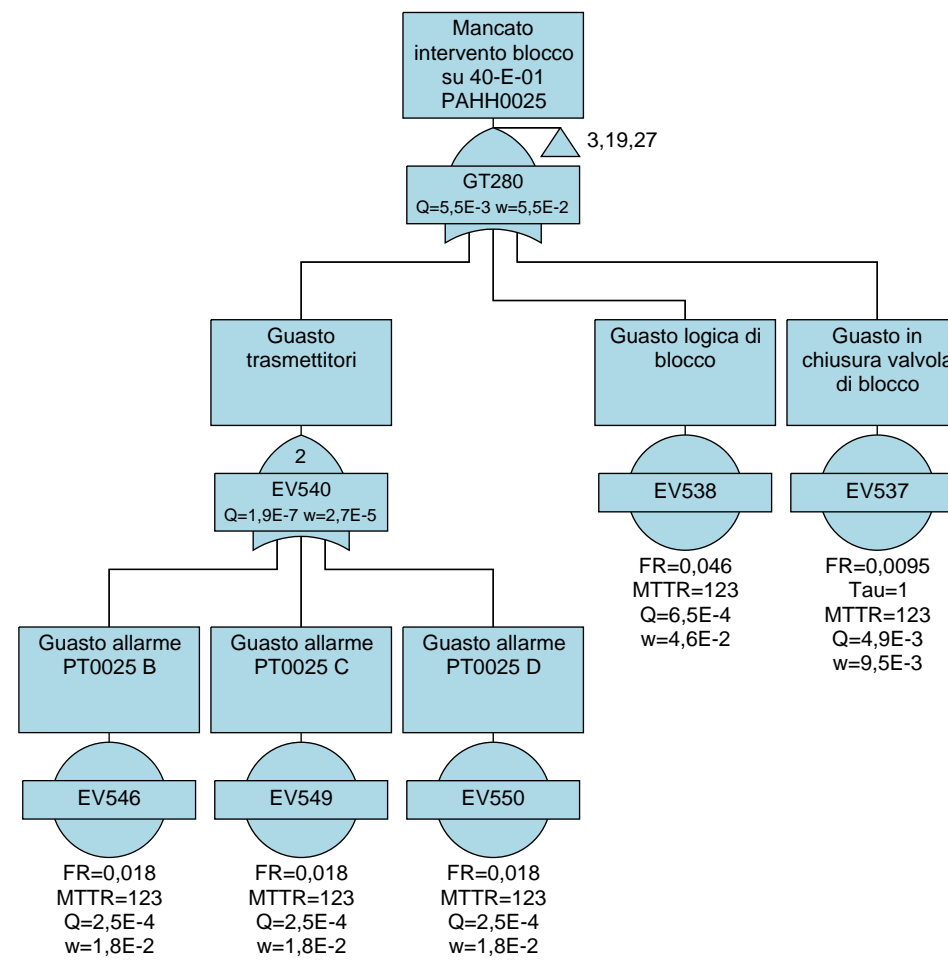 Mancato
intervento blocco
su 40-E-01
PAHH0025
3,19,27
GT280
Q=5,5E-3 w=5,5E-2
Guasto
trasmettitori
2
EV540
Q=1,9E-7 w=2,7E-5
Guasto logica di
blocco
EV538
FR=0,046
MTTR=123
Q=6,5E-4
w=4,6E-2
Guasto in
chiusura valvola
di blocco
EV537
FR=0,0095
Tau=1
MTTR=123
Q=4,9E-3
w=9,5E-3
Guasto allarme
PT0025 B
EV546
FR=0,018
MTTR=123
Q=2,5E-4
w=1,8E-2
Guasto allarme
PT0025 C
EV549
FR=0,018
MTTR=123
Q=2,5E-4
w=1,8E-2
Guasto allarme
PT0025 D
EV550
FR=0,018
MTTR=123
Q=2,5E-4
w=1,8E-2